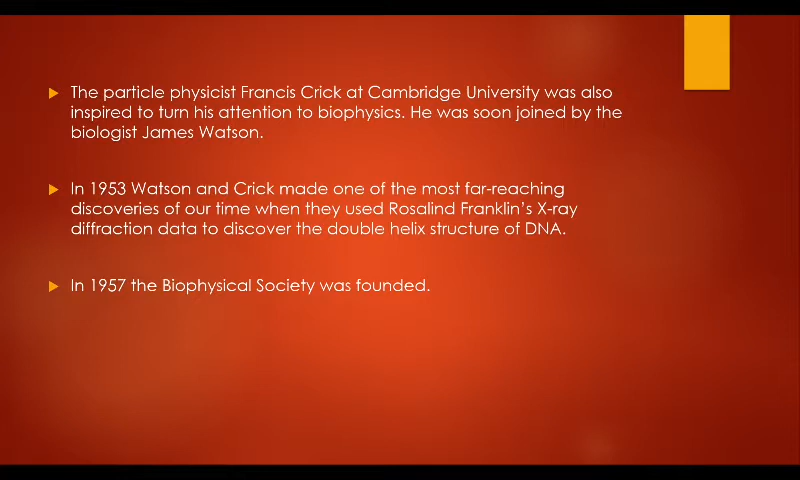 The particle physicist Francis Crick at Cambridge University was also
inspired to turn his attention to biophysics. He was soon joined by the
biologist James Watson.
In 1953 Watson and Crick made one of the most far-reaching
discoveries of our time when they used Rosalind Franklin’s X-ray
diffraction data to discover the double helix structure of DNA.
In 1957 the Biophysical Society was founded.